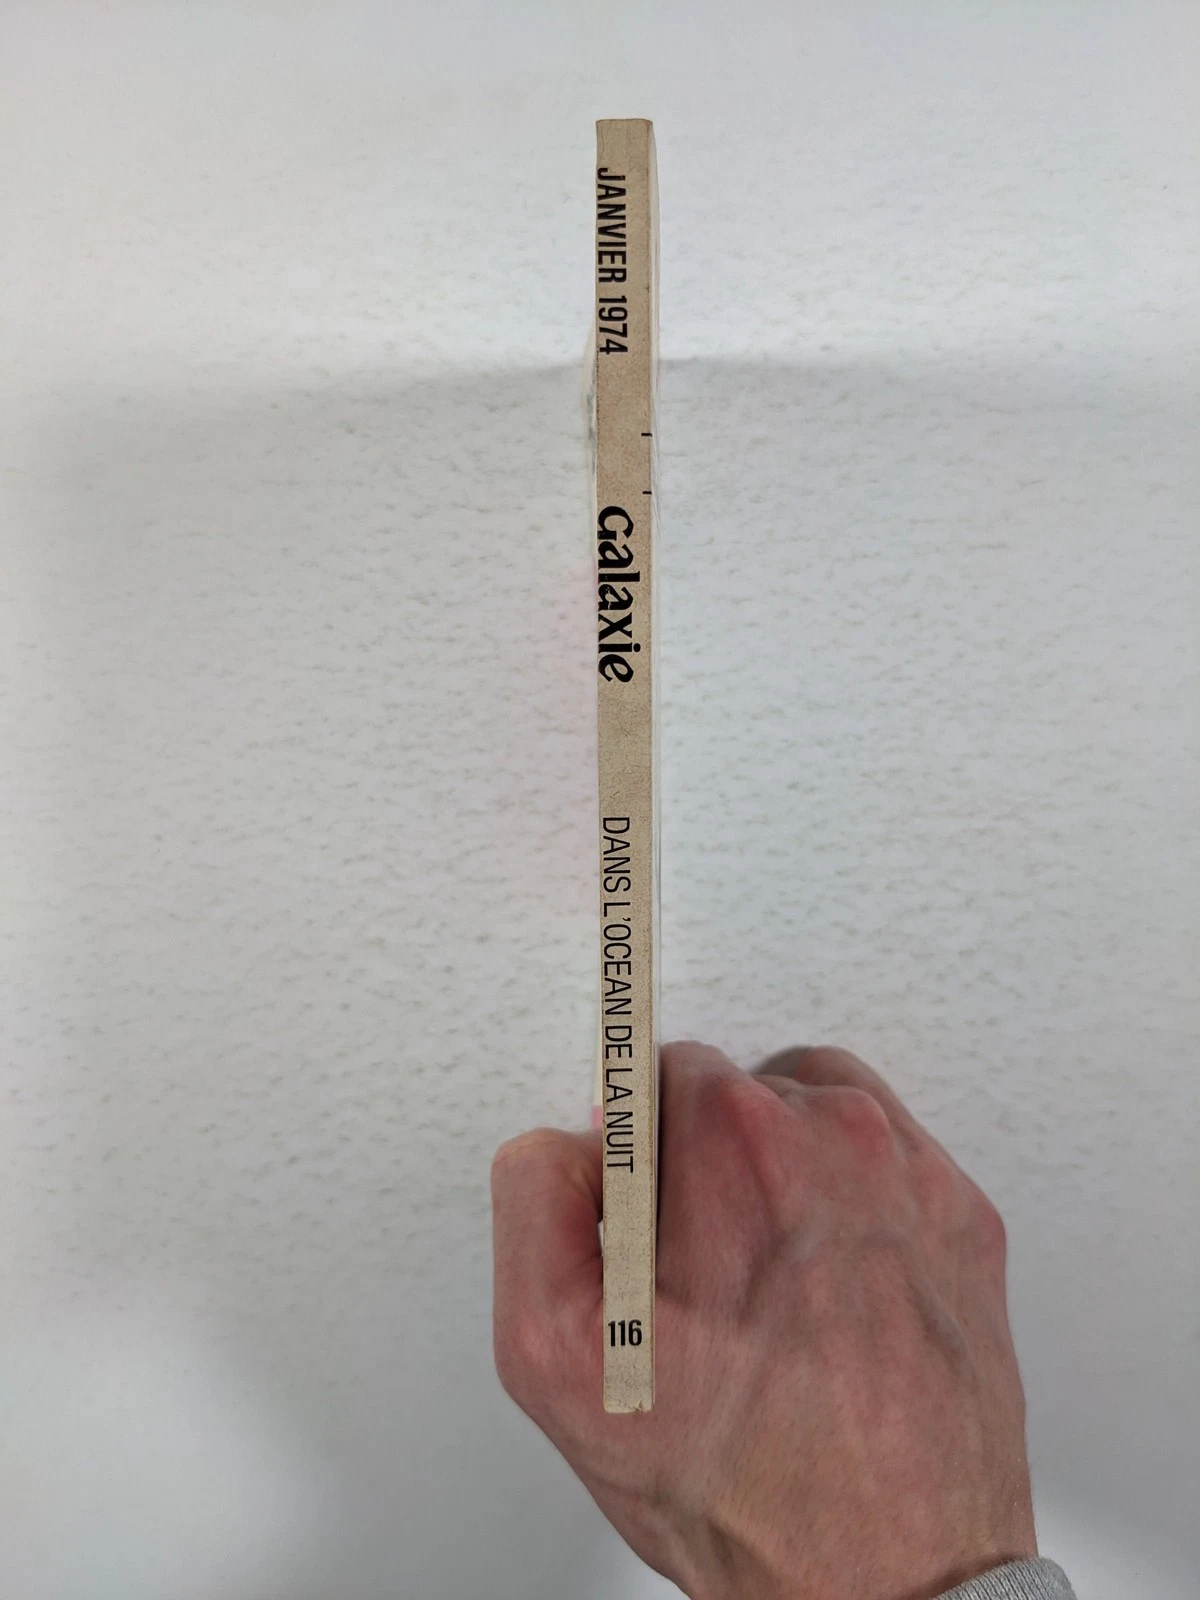 JANVIER 1974
Galaxie
DANS L'OCEAN DE LA NUIT
116